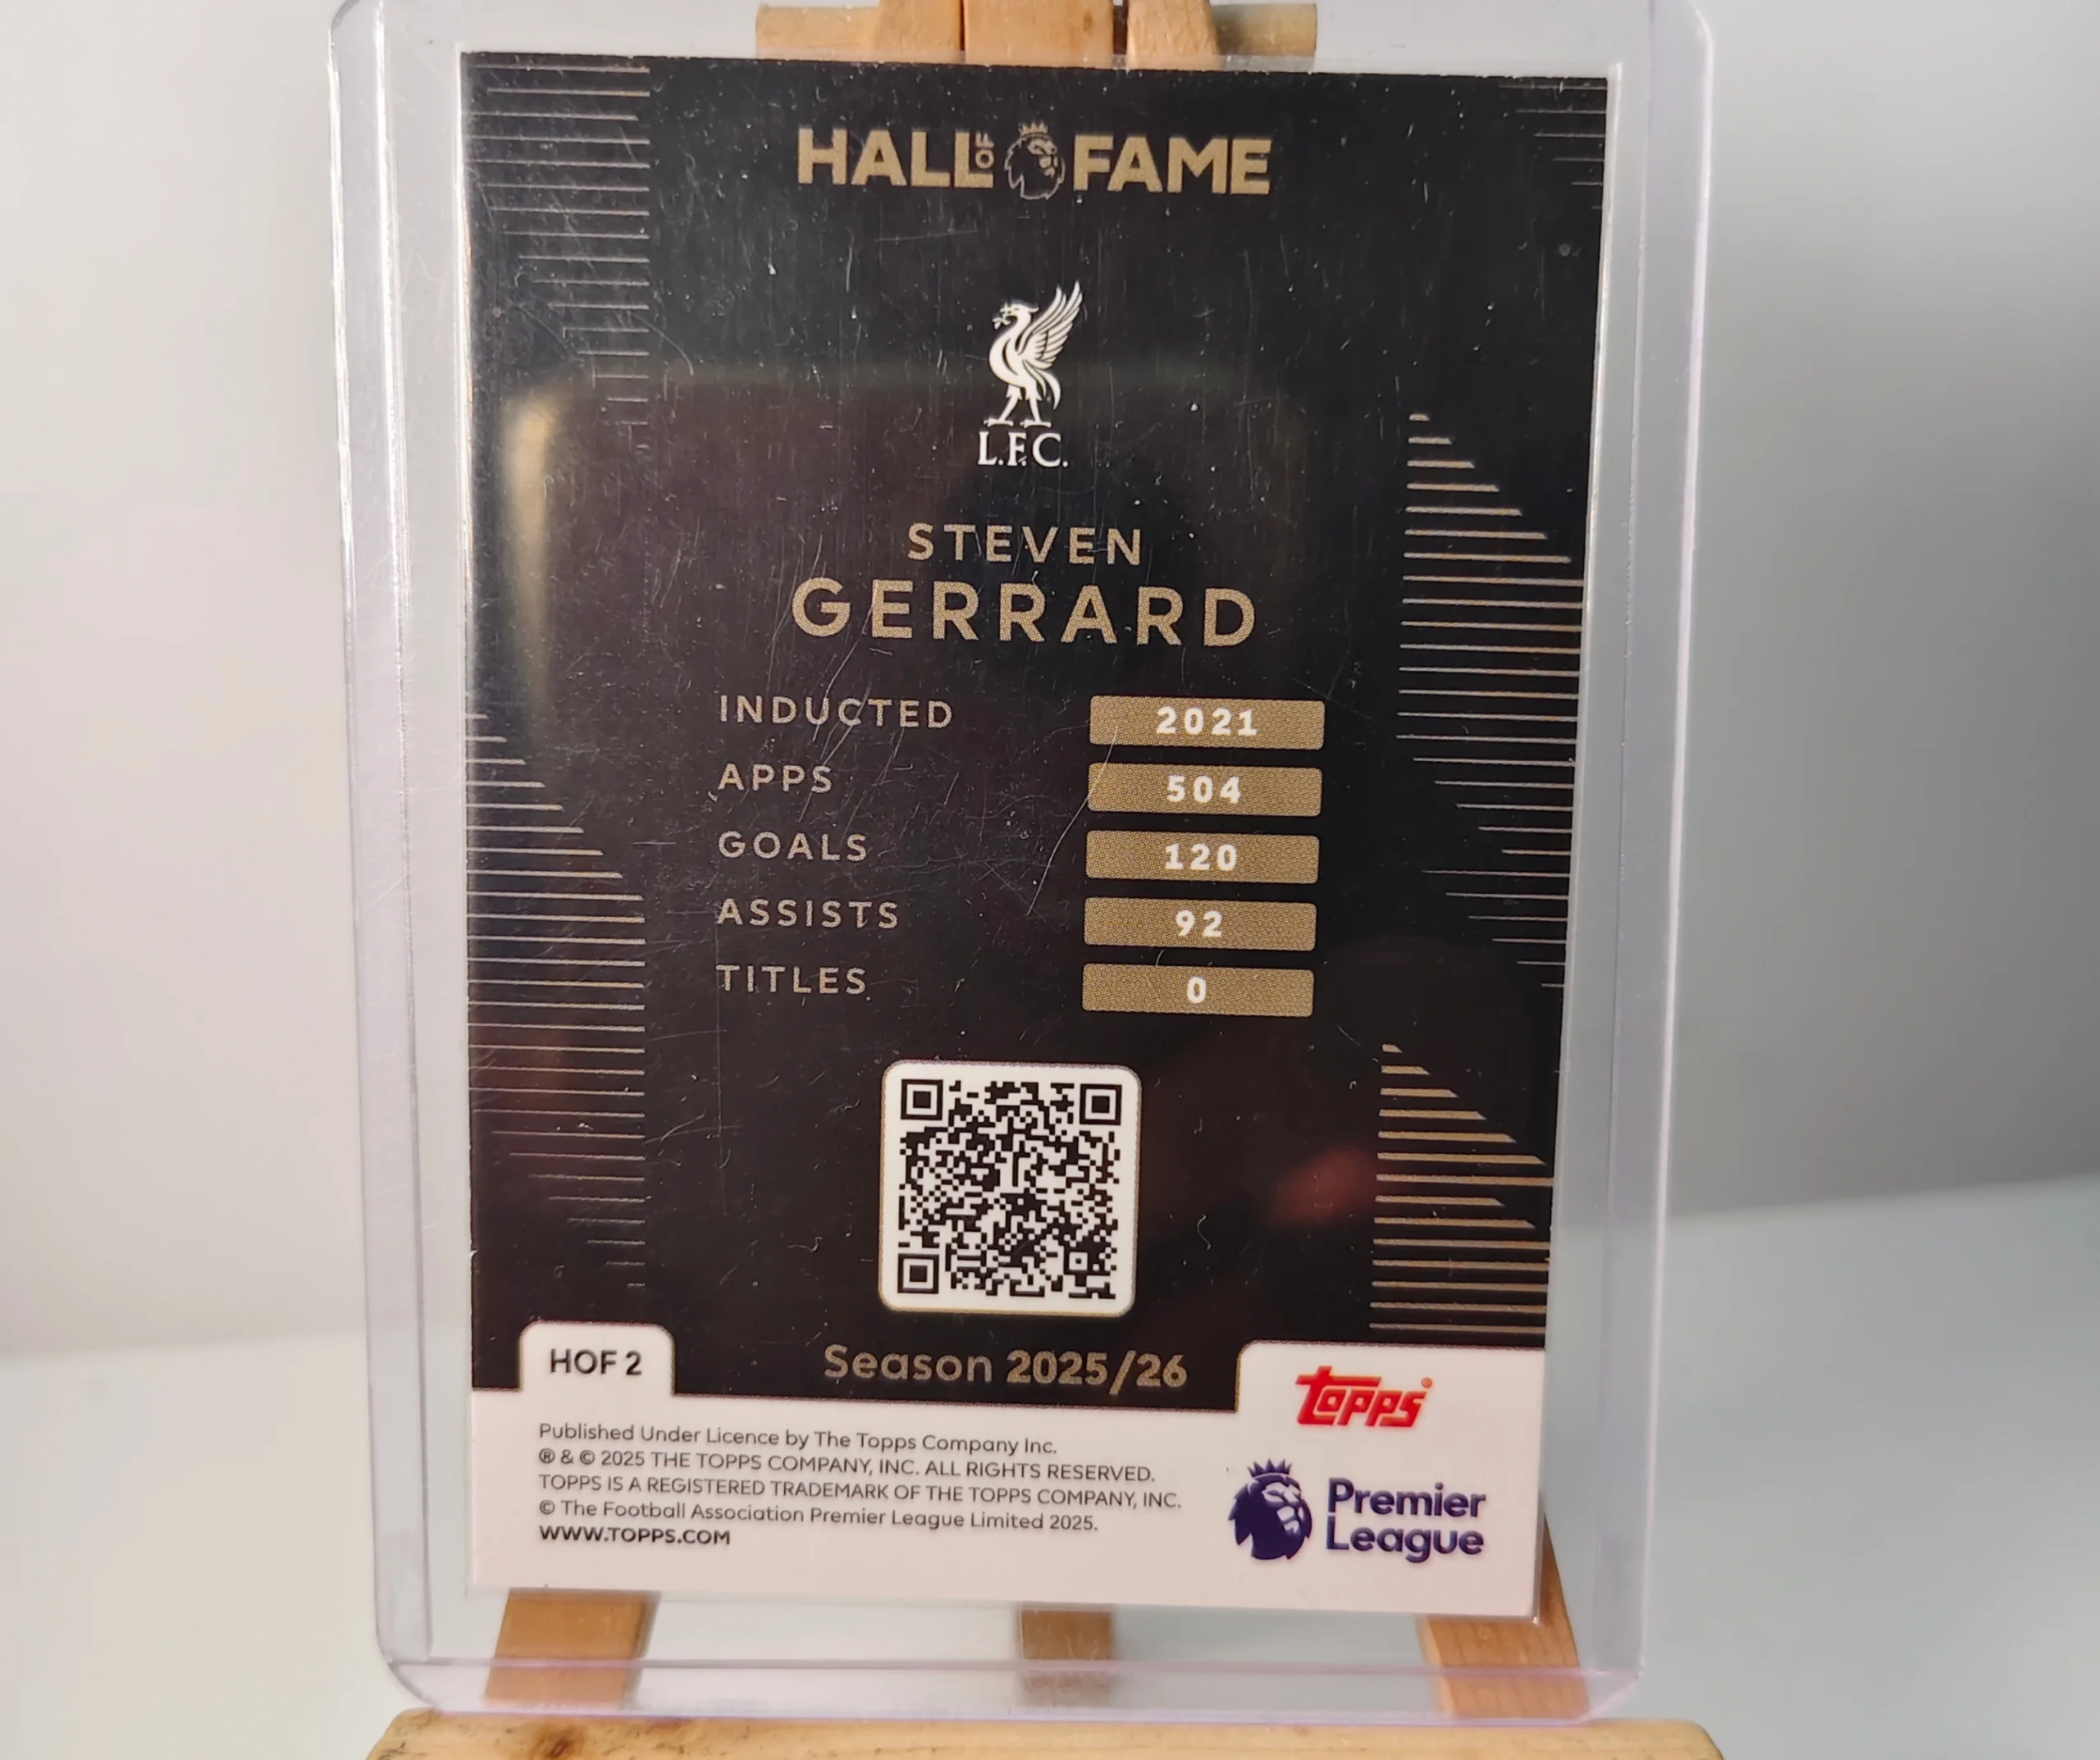 HALL OF FAME
L.F.C.
STEVEN
GERRARD
INDUCTED 2021
APPS 504
GOALS 120
ASSISTS 92
TITLES 0
HOF 2
Season 2025/26
TOPPS®
Published Under Licence by The Topps Company Inc.
® & © 2025 THE TOPPS COMPANY, INC. ALL RIGHTS RESERVED.
TOPPS IS A REGISTERED TRADEMARK OF THE TOPPS COMPANY, INC.
© The Football Association Premier League Limited 2025.
WWW.TOPPS.COM
Premier
League